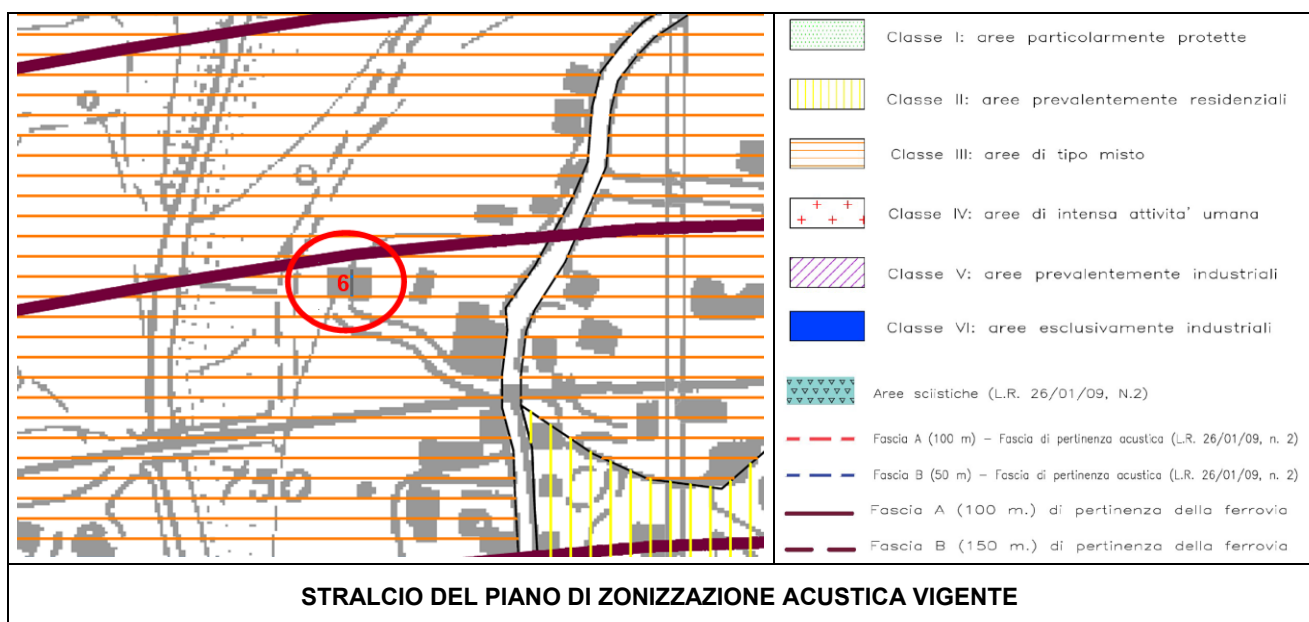 6
750
Classe I: aree particolarmente protette
Classe II: aree prevalentemente residenziali
Classe III: aree di tipo misto
Classe IV: aree di intensa attivita' umana
Classe V: aree prevalentemente industriali
Classe VI: aree esclusivamente industriali
Aree sciistiche (L.R. 26/01/09, N.2)
Fascia A (100 m) – Fascia di pertinenza acustica (L.R. 26/01/09, n. 2)
Fascia B (50 m) – Fascia di pertinenza acustica (L.R. 26/01/09, n. 2)
Fascia A (100 m.) di pertinenza della ferrovia
Fascia B (150 m.) di pertinenza della ferrovia
STRALCIO DEL PIANO DI ZONIZZAZIONE ACUSTICA VIGENTE